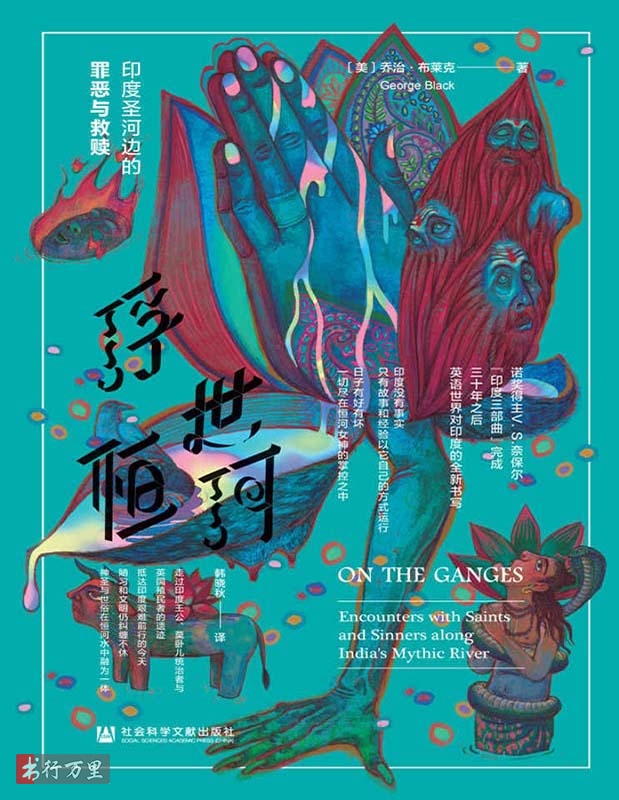 ［美］乔治·布莱克——著
George Black
印度圣河边的
罪恶与救赎
浮世恒河
诺奖得主V. S.奈保尔
「印度三部曲」完成
三十年之后
英语世界对印度的全新书写
印度没有事实
只有故事和经验以它自己的方式运行
日子有好有坏
一切尽在恒河女神的掌控之中
韩晓秋——译
走过印度王公、莫卧儿统治者与
英国殖民者的遗迹
抵达印度艰难前行的今天
陋习和文明仍纠缠不休
神圣与世俗在恒河水中融为一体
ON THE GANGES
Encounters with Saints
and Sinners along
India's Mythic River
社会科学文献出版社
SOCIAL SCIENCES ACADEMIC PRESS (CHINA)
书行万里